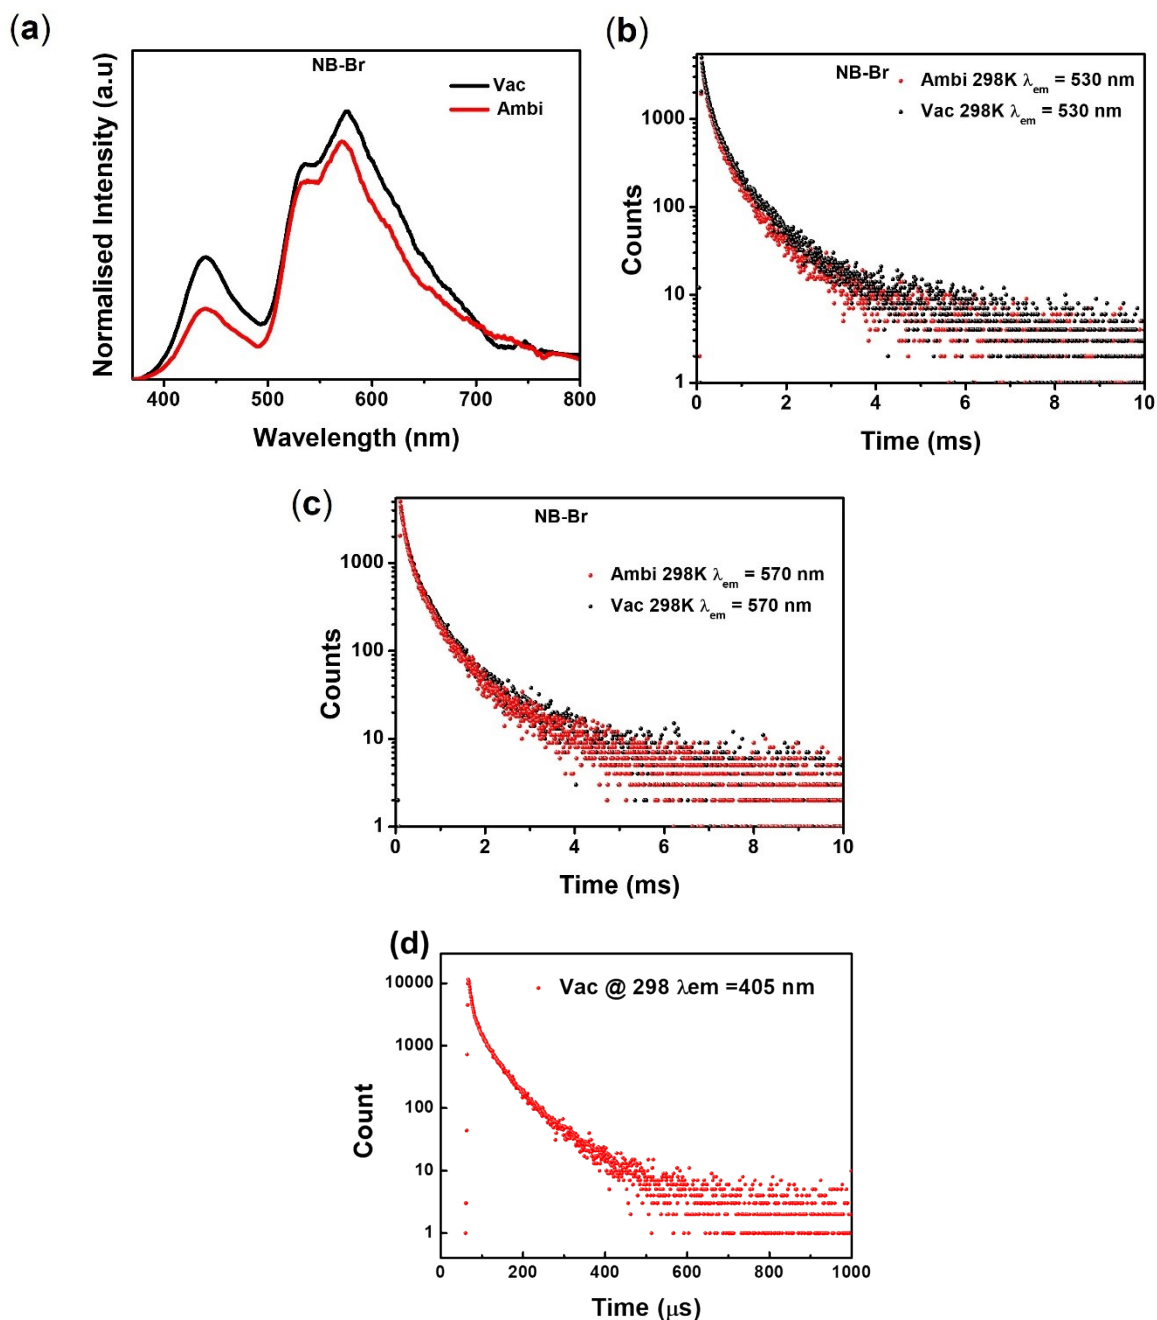 (a)
NB-Br
Vac
Ambi
Normalised Intensity (a.u)
400 500 600 700 800
Wavelength (nm)
(b)
NB-Br
Ambi 298K λem = 530 nm
Vac 298K λem = 530 nm
Counts
1000
100
10
1
0 2 4 6 8 10
Time (ms)
(c)
NB-Br
Ambi 298K λem = 570 nm
Vac 298K λem = 570 nm
Counts
1000
100
10
1
0 2 4 6 8 10
Time (ms)
(d)
Vac @ 298 λem =405 nm
Count
10000
1000
100
10
1
0 200 400 600 800 1000
Time (μs)